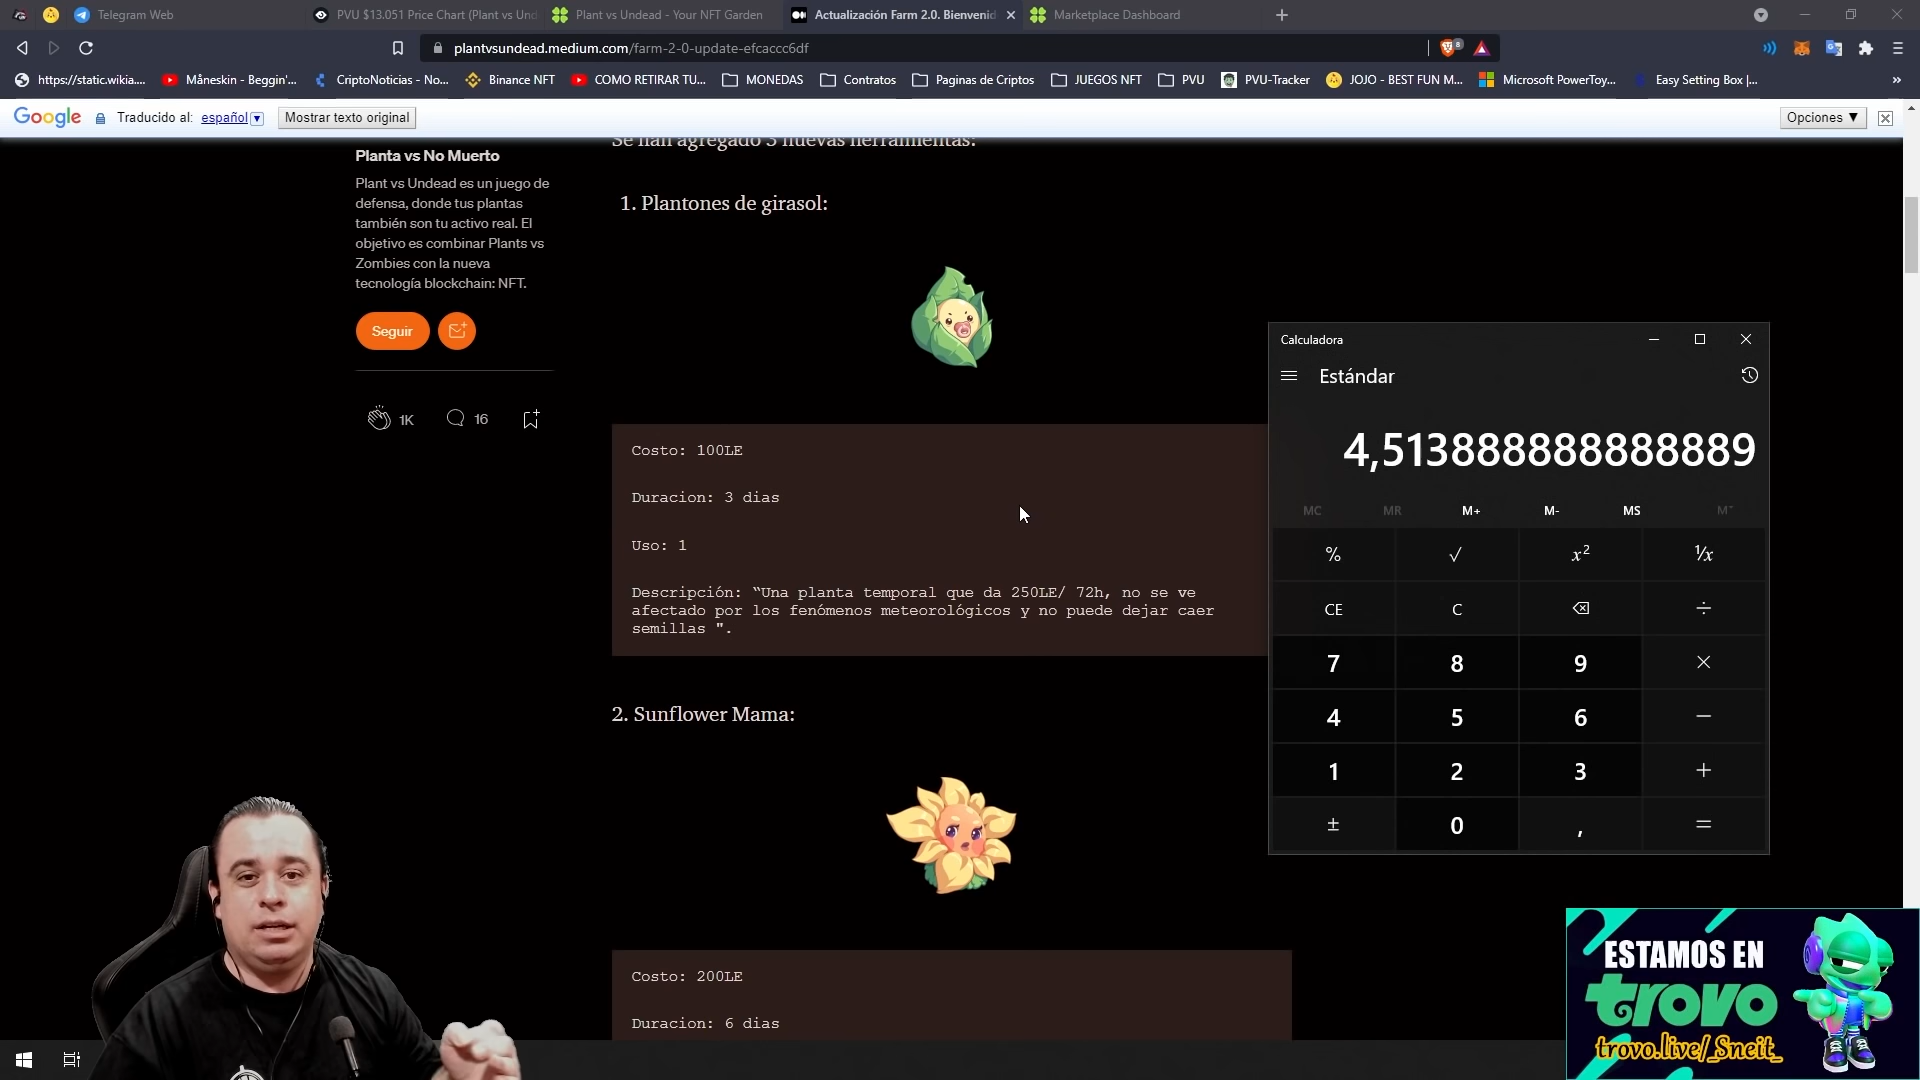 Telegram Web
PVU $13.051 Price Chart (Plant vs Und
Plant vs Undead - Your NFT Garden
Actualización Farm 2.0. Bienvenid
Marketplace Dashboard
plantvsundead.medium.com/farm-2-0-update-efcaccc6df
8
https://static.wikia....
Måneskin - Beggin'...
CriptoNoticias - No...
Binance NFT
COMO RETIRAR TU...
MONEDAS
Contratos
Paginas de Criptos
JUEGOS NFT
PVU
PVU-Tracker
JOJO - BEST FUN M...
Microsoft PowerToy...
Easy Setting Box |...
Google
Traducido al: español
Mostrar texto original
Opciones ▼
Se han agregado 3 nuevas herramientas:
Planta vs No Muerto
Plant vs Undead es un juego de
defensa, donde tus plantas
también son tu activo real. El
objetivo es combinar Plants vs
Zombies con la nueva
tecnología blockchain: NFT.
Seguir
1K
16
1. Plantones de girasol:
Costo: 100LE
Duracion: 3 dias
Uso: 1
Descripción: “Una planta temporal que da 250LE/ 72h, no se ve
afectado por los fenómenos meteorológicos y no puede dejar caer
semillas ".
2. Sunflower Mama:
Costo: 200LE
Duracion: 6 dias
Calculadora
Estándar
4,513888888888889
MC
MR
M+
M-
MS
M˅
%
√
x²
¹/x
CE
C
÷
7
8
9
×
4
5
6
−
1
2
3
+
±
0
,
=
ESTAMOS EN
trovo
trovo.live/_Sneit_